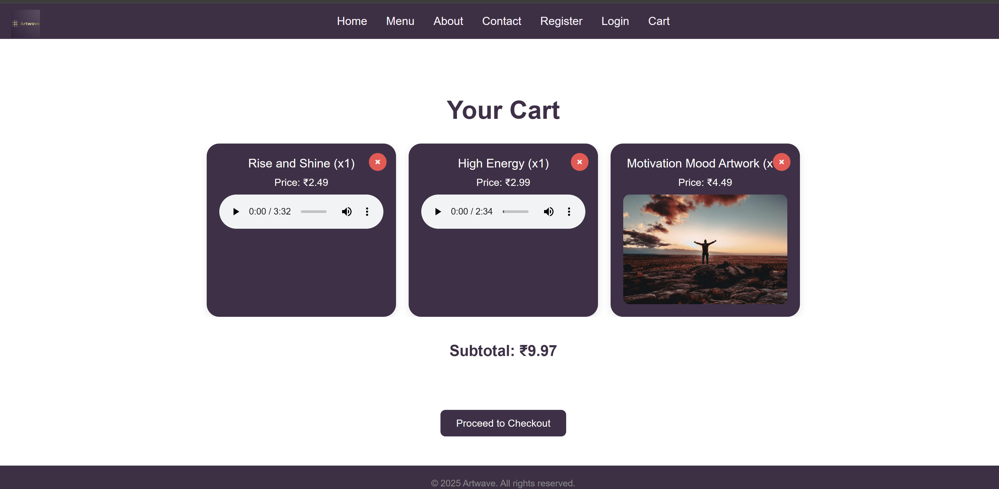 Artwave
Home Menu About Contact Register Login Cart
Your Cart
Rise and Shine (x1)
Price: ₹2.49
0:00 / 3:32
High Energy (x1)
Price: ₹2.99
0:00 / 2:34
Motivation Mood Artwork (x
Price: ₹4.49
Subtotal: ₹9.97
Proceed to Checkout
© 2025 Artwave. All rights reserved.